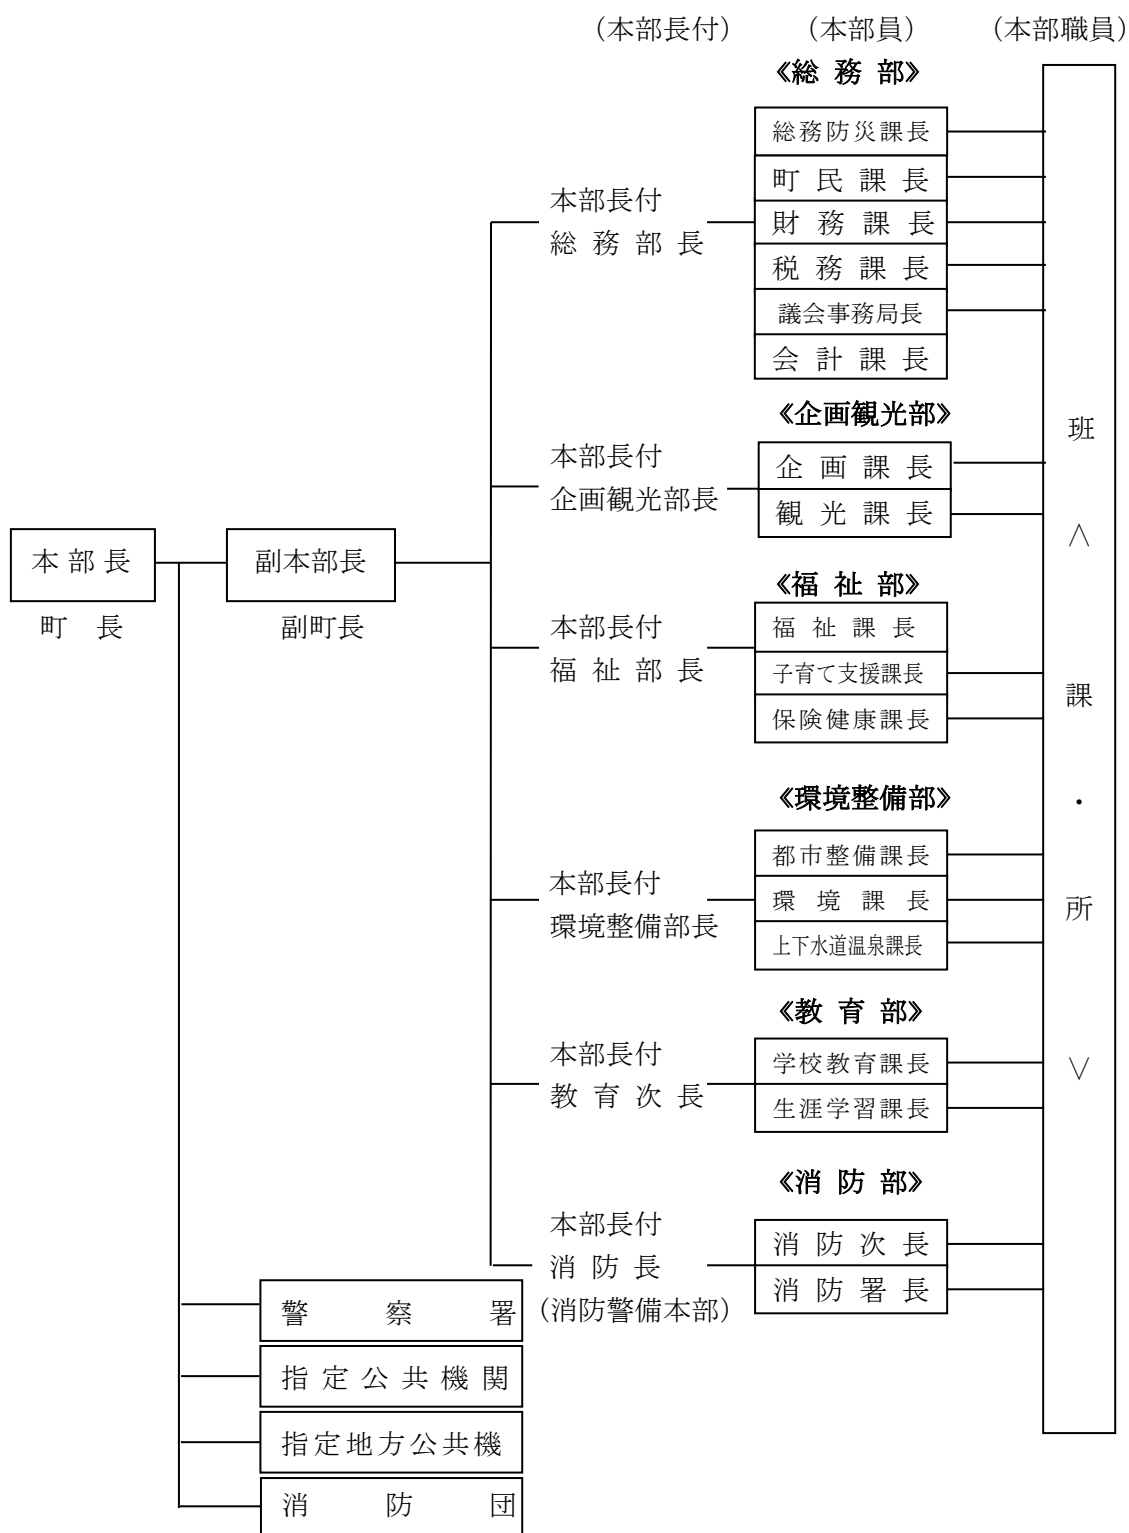 （本部長付）　（本部員）　（本部職員）
《総 務 部》
総務防災課長
町 民 課 長
本部長付
総 務 部 長
財 務 課 長
税 務 課 長
議会事務局長
会 計 課 長
《企画観光部》
本部長付
企画観光部長
企 画 課 長
観 光 課 長
本 部 長
町　長
副本部長
副町長
《福 祉 部》
本部長付
福 祉 部 長
福 祉 課 長
子育て支援課長
保険健康課長
《環境整備部》
本部長付
環境整備部長
都市整備課長
環 境 課 長
上下水道温泉課長
《教 育 部》
本部長付
教 育 次 長
学校教育課長
生涯学習課長
《消 防 部》
本部長付
消 防 長
（消防警備本部）
消 防 次 長
消 防 署 長
班︿課・所﹀
警 察 署
指 定 公 共 機 関
指定地方公共機
消 防 団